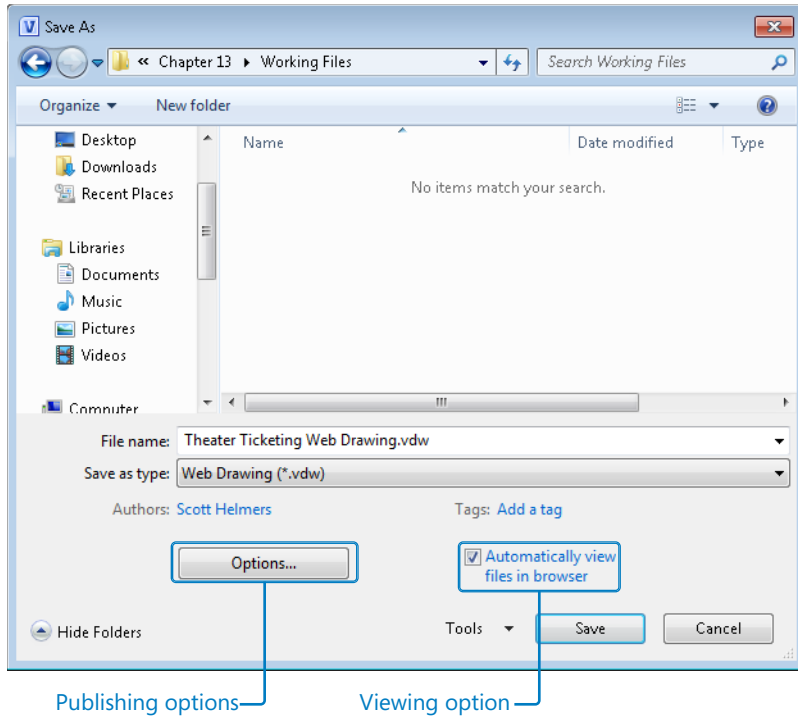 V Save As
« Chapter 13 Working Files Search Working Files
Organize New folder
Desktop
Downloads
Recent Places
Libraries
Documents
Music
Pictures
Videos
Computer
Name Date modified Type
No items match your search.
File name: Theater Ticketing Web Drawing.vdw
Save as type: Web Drawing (*.vdw)
Authors: Scott Helmers Tags: Add a tag
Options...
Automatically view
files in browser
Hide Folders Tools Save Cancel
Publishing options Viewing option